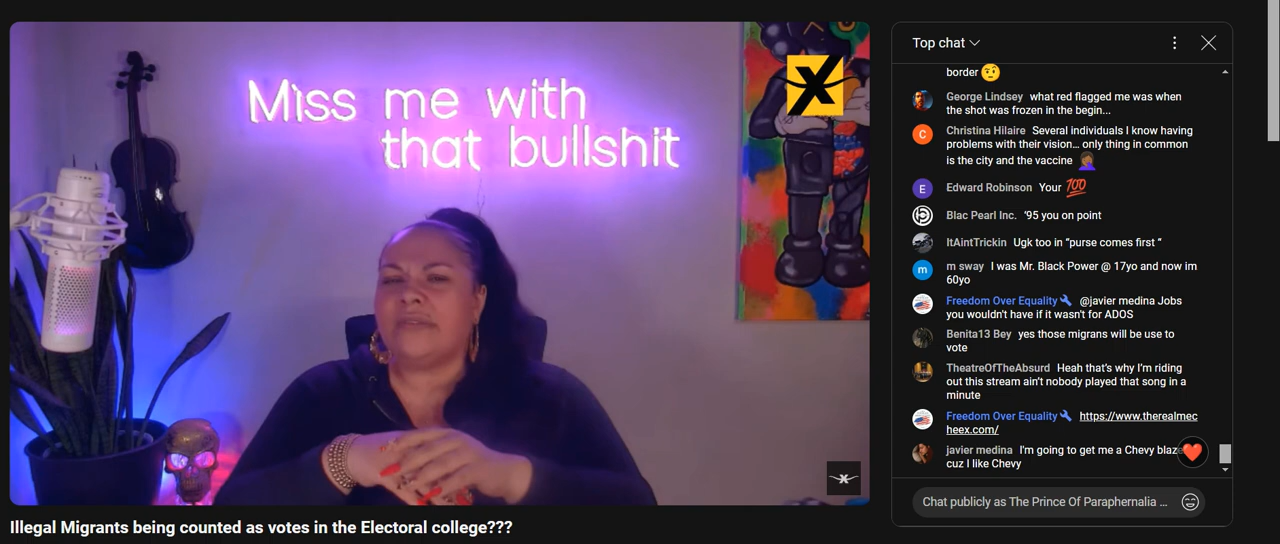 Miss me with
that bullshit
X
X
Illegal Migrants being counted as votes in the Electoral college???
Top chat
border 🤨
George Lindsey what red flagged me was when
the shot was frozen in the begin...
C
Christina Hilaire Several individuals I know having
problems with their vision... only thing in common
is the city and the vaccine 🤦🏾‍♀️
E
Edward Robinson Your 💯
Blac Pearl Inc. ‘95 you on point
ItAintTrickin Ugk too in “purse comes first “
m
m sway I was Mr. Black Power @ 17yo and now im
60yo
Freedom Over Equality @javier medina Jobs
you wouldn't have if it wasn't for ADOS
Benita13 Bey yes those migrans will be use to
vote
TheatreOfTheAbsurd Heah that's why I'm riding
out this stream ain't nobody played that song in a
minute
Freedom Over Equality https://www.therealmec
heex.com/
javier medina I'm going to get me a Chevy blaze
cuz I like Chevy
Chat publicly as The Prince Of Paraphernalia ...